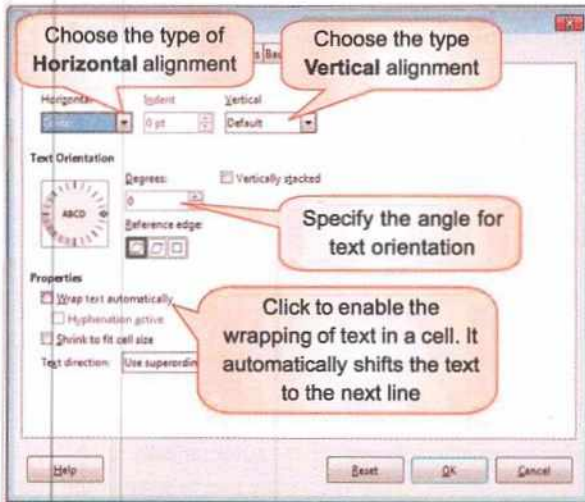 Choose the type of
Horizontal alignment
Choose the type
Vertical alignment
Horizontal
Indent
Vertical
0 pt
Default
Text Orientation
Degrees:
Vertically stacked
0
ABCD
Reference edge:
Specify the angle for
text orientation
Properties
Wrap text automatically
Hyphenation active
Shrink to fit cell size
Text direction:
Use superordin
Click to enable the
wrapping of text in a cell. It
automatically shifts the text
to the next line
Help
Reset
OK
Cancel